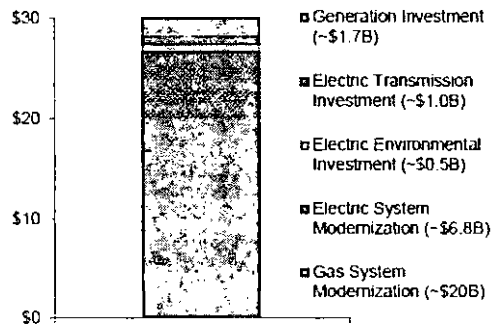 $30
$20
$10
$0
Generation Investment
(~$1.7B)
Electric Transmission
Investment (~$1.0B)
Electric Environmental
Investment (~$0.5B)
Electric System
Modernization (~$6.8B)
Gas System
Modernization (~$20B)